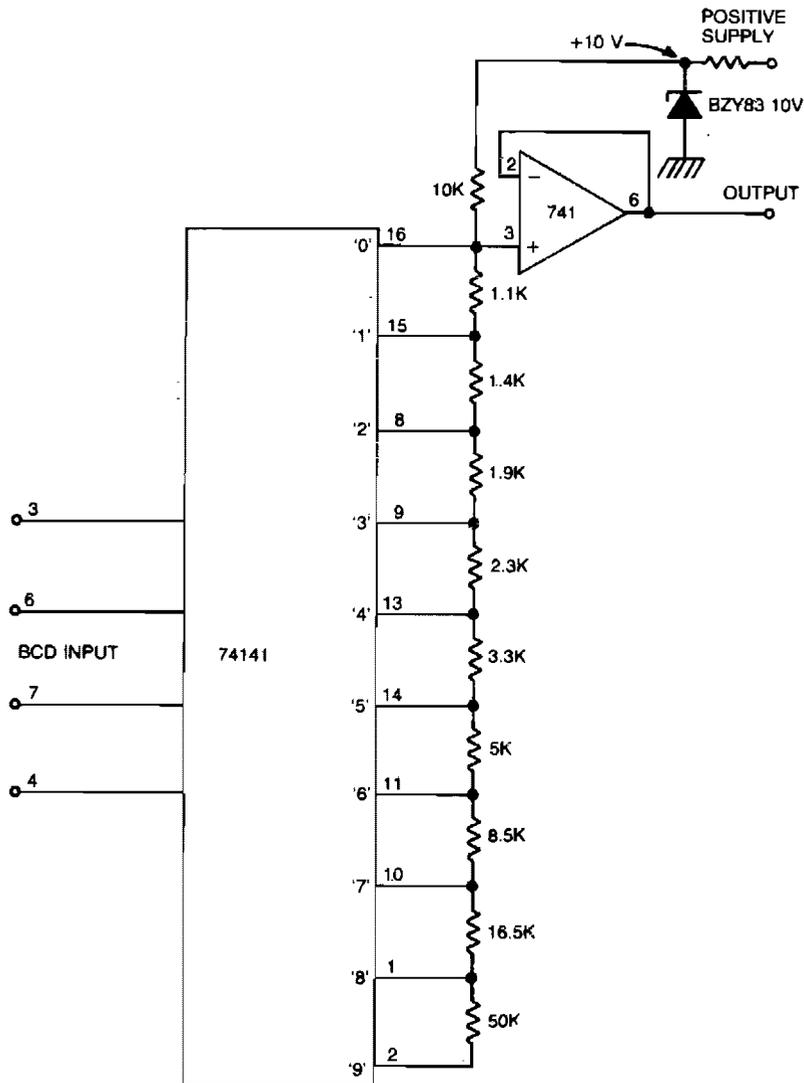 POSITIVE
SUPPLY
+10 V
BZY83 10V
10K
2
−
741
6
OUTPUT
3
+
'0'
16
1.1K
'1'
15
1.4K
'2'
8
1.9K
3
'3'
9
2.3K
6
'4'
13
BCD INPUT
74141
3.3K
7
'5'
14
5K
4
'6'
11
8.5K
'7'
10
16.5K
'8'
1
50K
'9'
2